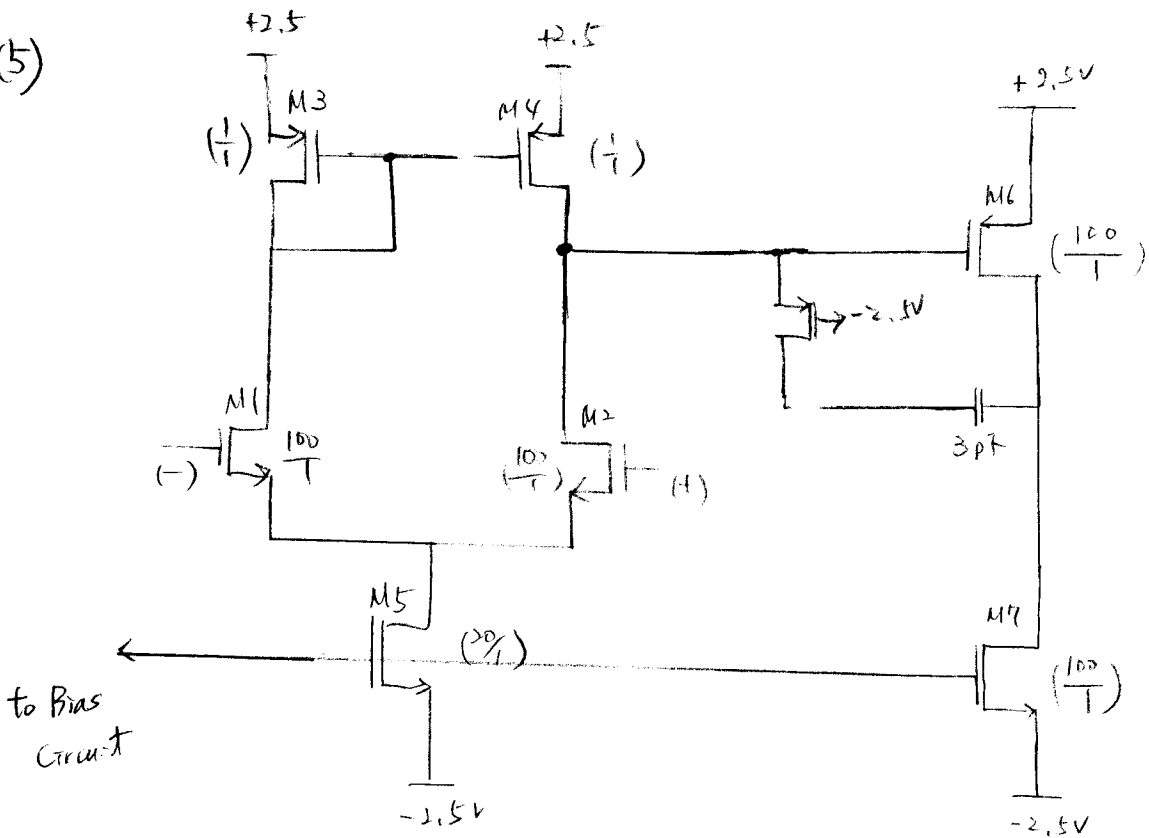 (5)
+2.5
+2.5
+2.5V
M3
(1/1)
M4
(1/1)
M6
(100/1)
-2.5V
M1
100/1
(-)
M2
(100/1)
(+)
3pF
M5
M7
(100/1)
to Bias
Circuit
-2.5V
-2.5V